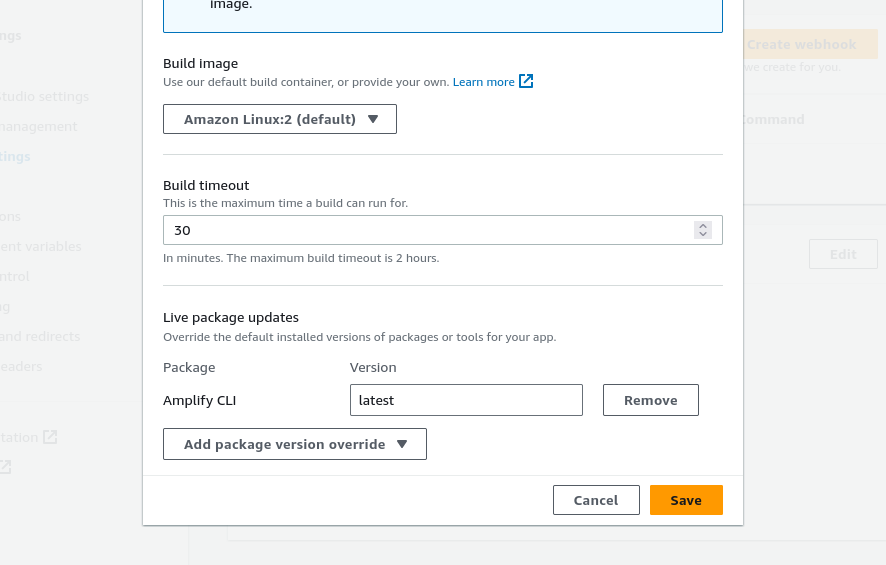 image.
Build image
Use our default build container, or provide your own. Learn more
Amazon Linux:2 (default)
Build timeout
This is the maximum time a build can run for.
30
In minutes. The maximum build timeout is 2 hours.
Live package updates
Override the default installed versions of packages or tools for your app.
Package Version
Amplify CLI latest Remove
Add package version override
Cancel Save
ngs
studio settings
management
tings
ons
ent variables
ntrol
ng
and redirects
eaders
tation
Create webhook
we create for you.
Command
Edit